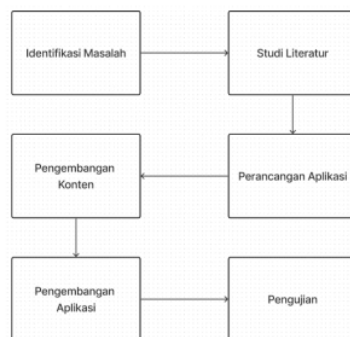 Identifikasi Masalah
Studi Literatur
Perancangan Aplikasi
Pengembangan
Konten
Pengembangan
Aplikasi
Pengujian